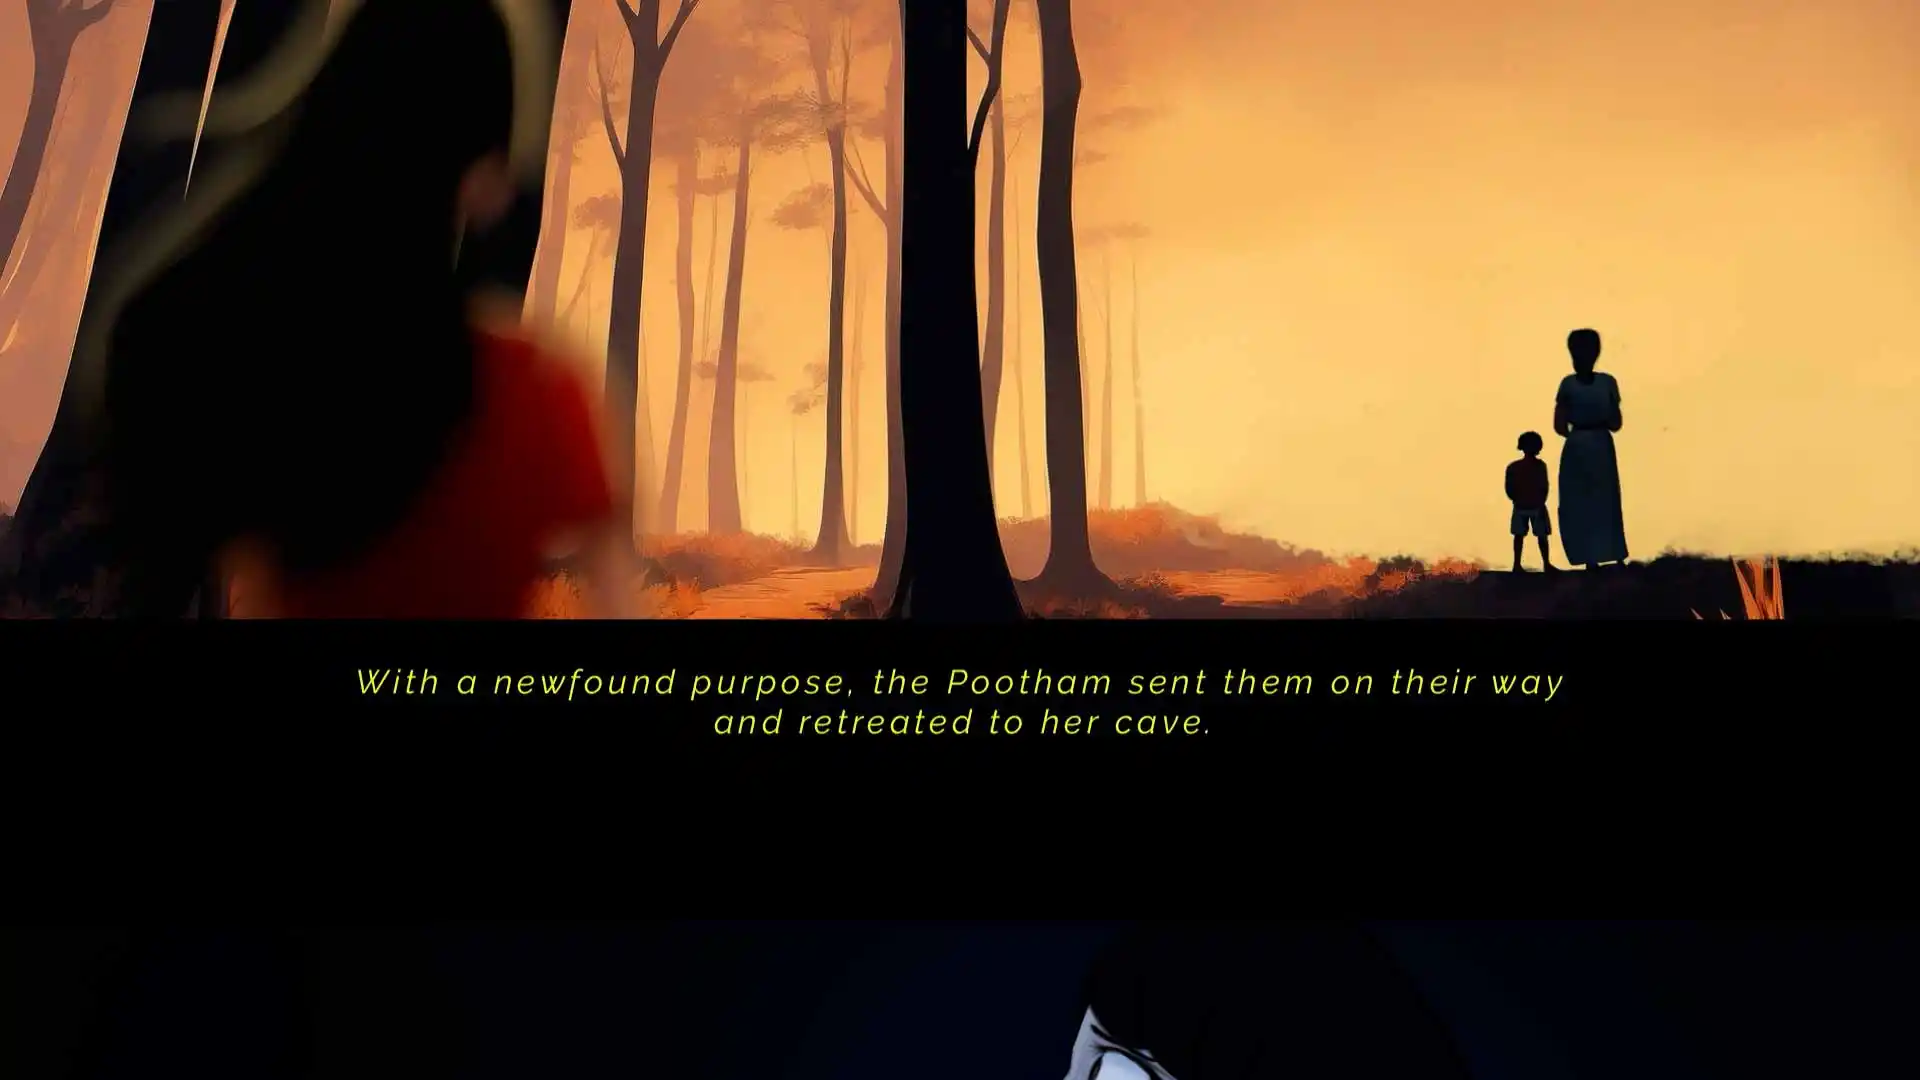 With a newfound purpose, the Pootham sent them on their way
and retreated to her cave.